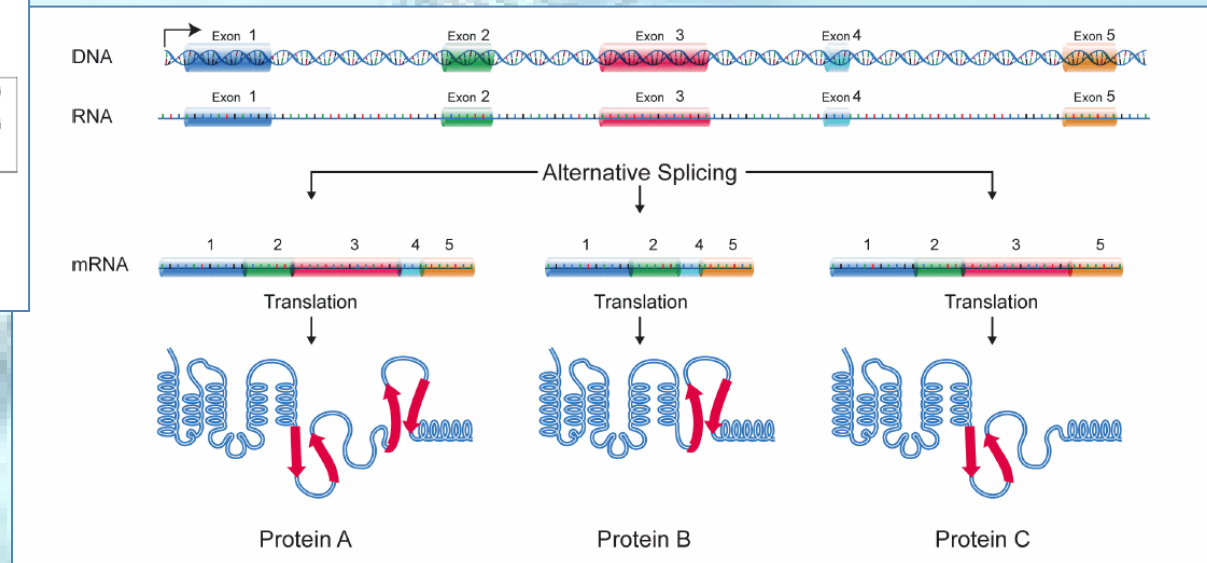 Exon 1 Exon 2 Exon 3 Exon 4 Exon 5
DNA
Exon 1 Exon 2 Exon 3 Exon 4 Exon 5
RNA
Alternative Splicing
1 2 3 4 5 1 2 4 5 1 2 3 5
mRNA
Translation Translation Translation
Protein A Protein B Protein C